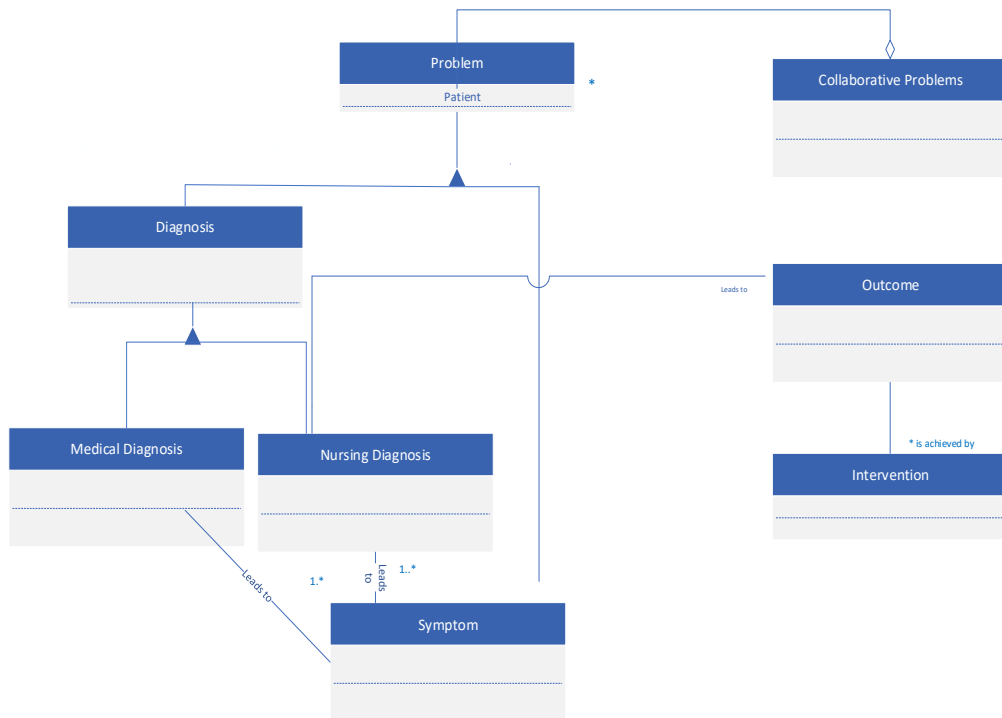 Problem
Patient
*
Collaborative Problems
Diagnosis
Leads to
Outcome
Medical Diagnosis
Nursing Diagnosis
* is achieved by
Intervention
Leads to
1.*
Leads
to
1..*
Symptom